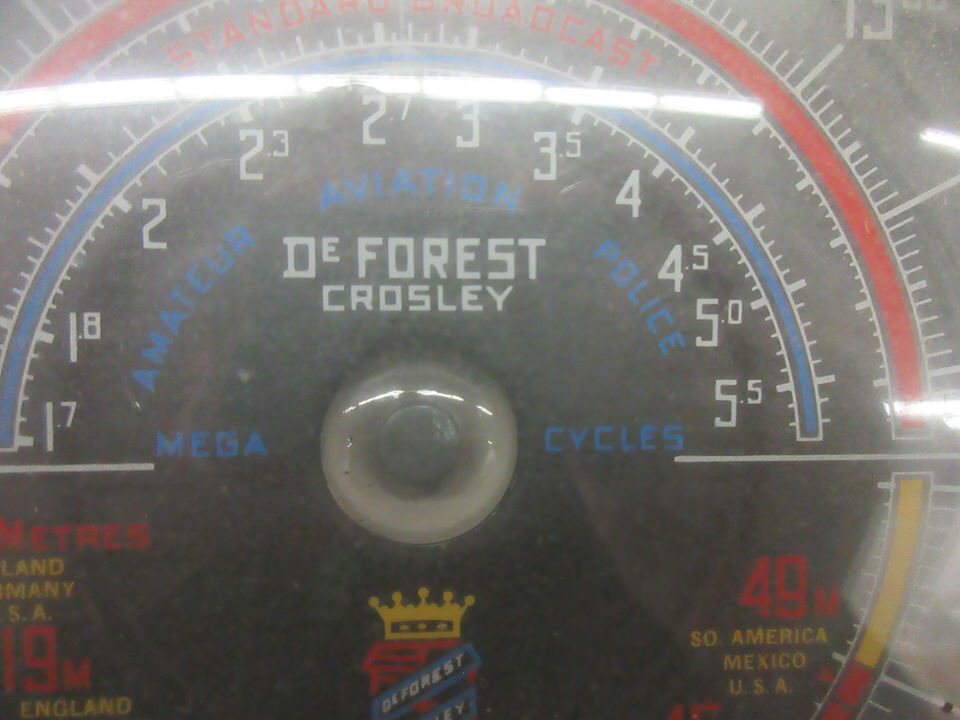 STANDARD BROADCAST
1.7
1.8
2
2.3
2.7
3
3.5
4
4.5
5.0
5.5
AMATEUR
AVIATION
POLICE
DE FOREST
CROSLEY
MEGA CYCLES
METRES
S.A.
19M
ENGLAND
DEFOREST
49M
SO. AMERICA
MEXICO
U.S.A.